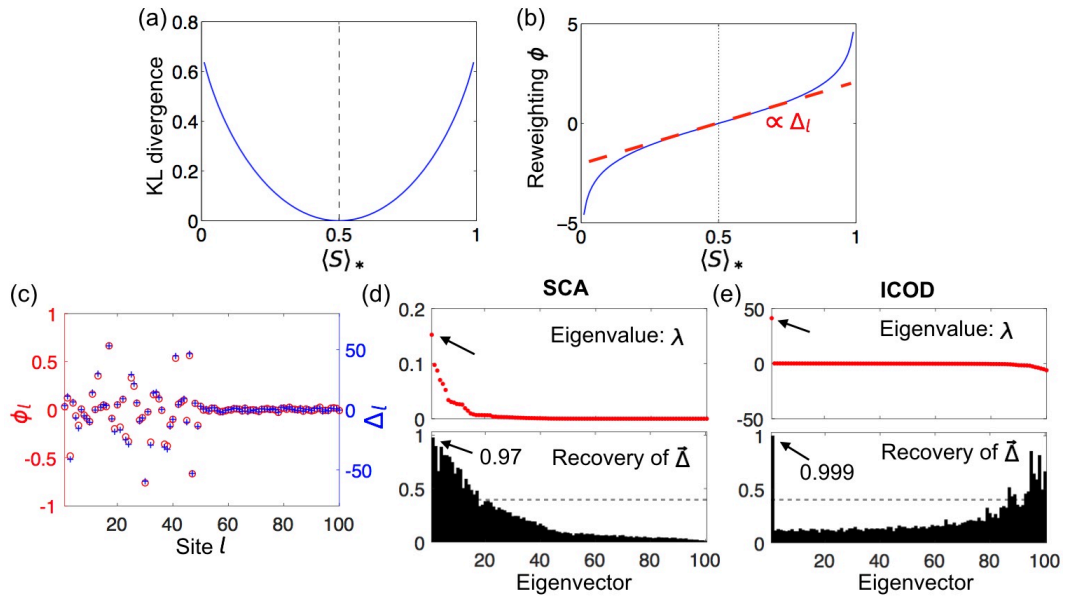 (a)
KL divergence
0.8
0.6
0.4
0.2
0
0
0.5
1
⟨S⟩*
(b)
Reweighting ϕ
5
0
-5
0
0.5
1
∝ Δl
⟨S⟩*
(c)
ϕl
1
0.5
0
-0.5
-1
20
40
60
80
100
Site l
50
0
-50
Δl
(d)
SCA
0.2
0.1
0
Eigenvalue: λ
1
0.5
0
0.97
Recovery of Δ⃗
20
40
60
80
100
Eigenvector
(e)
ICOD
50
0
-50
Eigenvalue: λ
1
0.5
0
0.999
Recovery of Δ⃗
20
40
60
80
100
Eigenvector